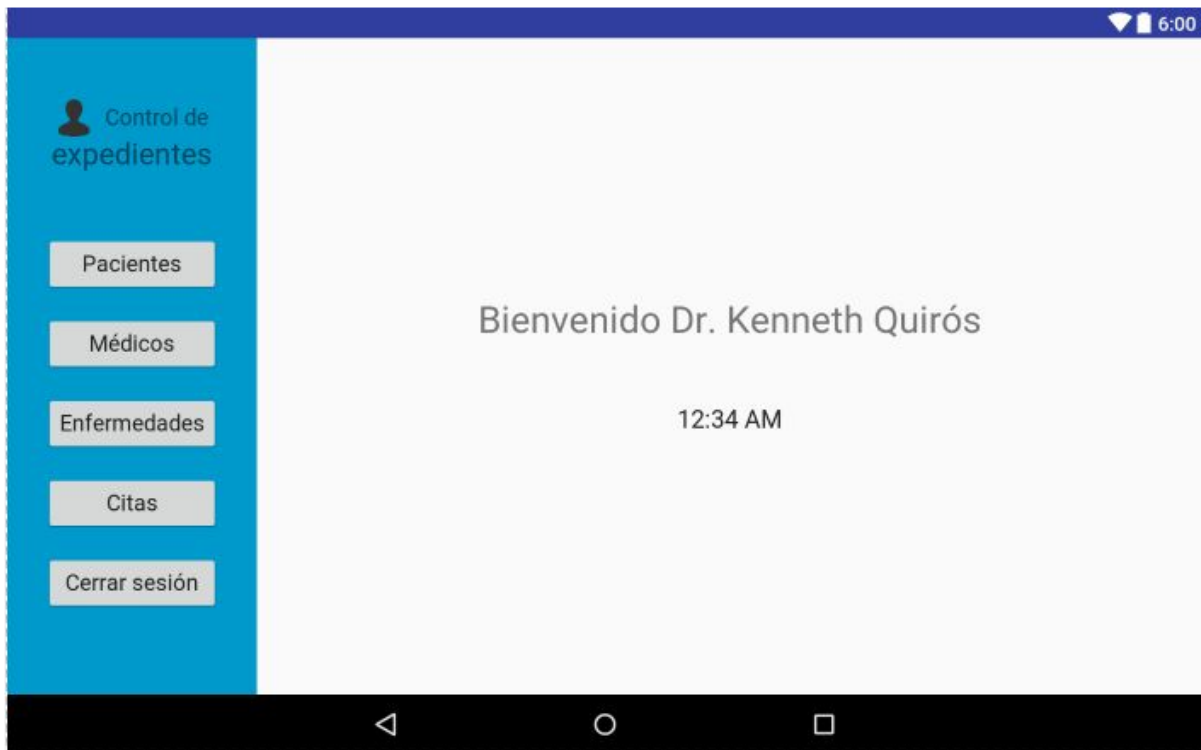 6:00
Control de
expedientes
Pacientes
Médicos
Enfermedades
Citas
Cerrar sesión
Bienvenido Dr. Kenneth Quirós
12:34 AM